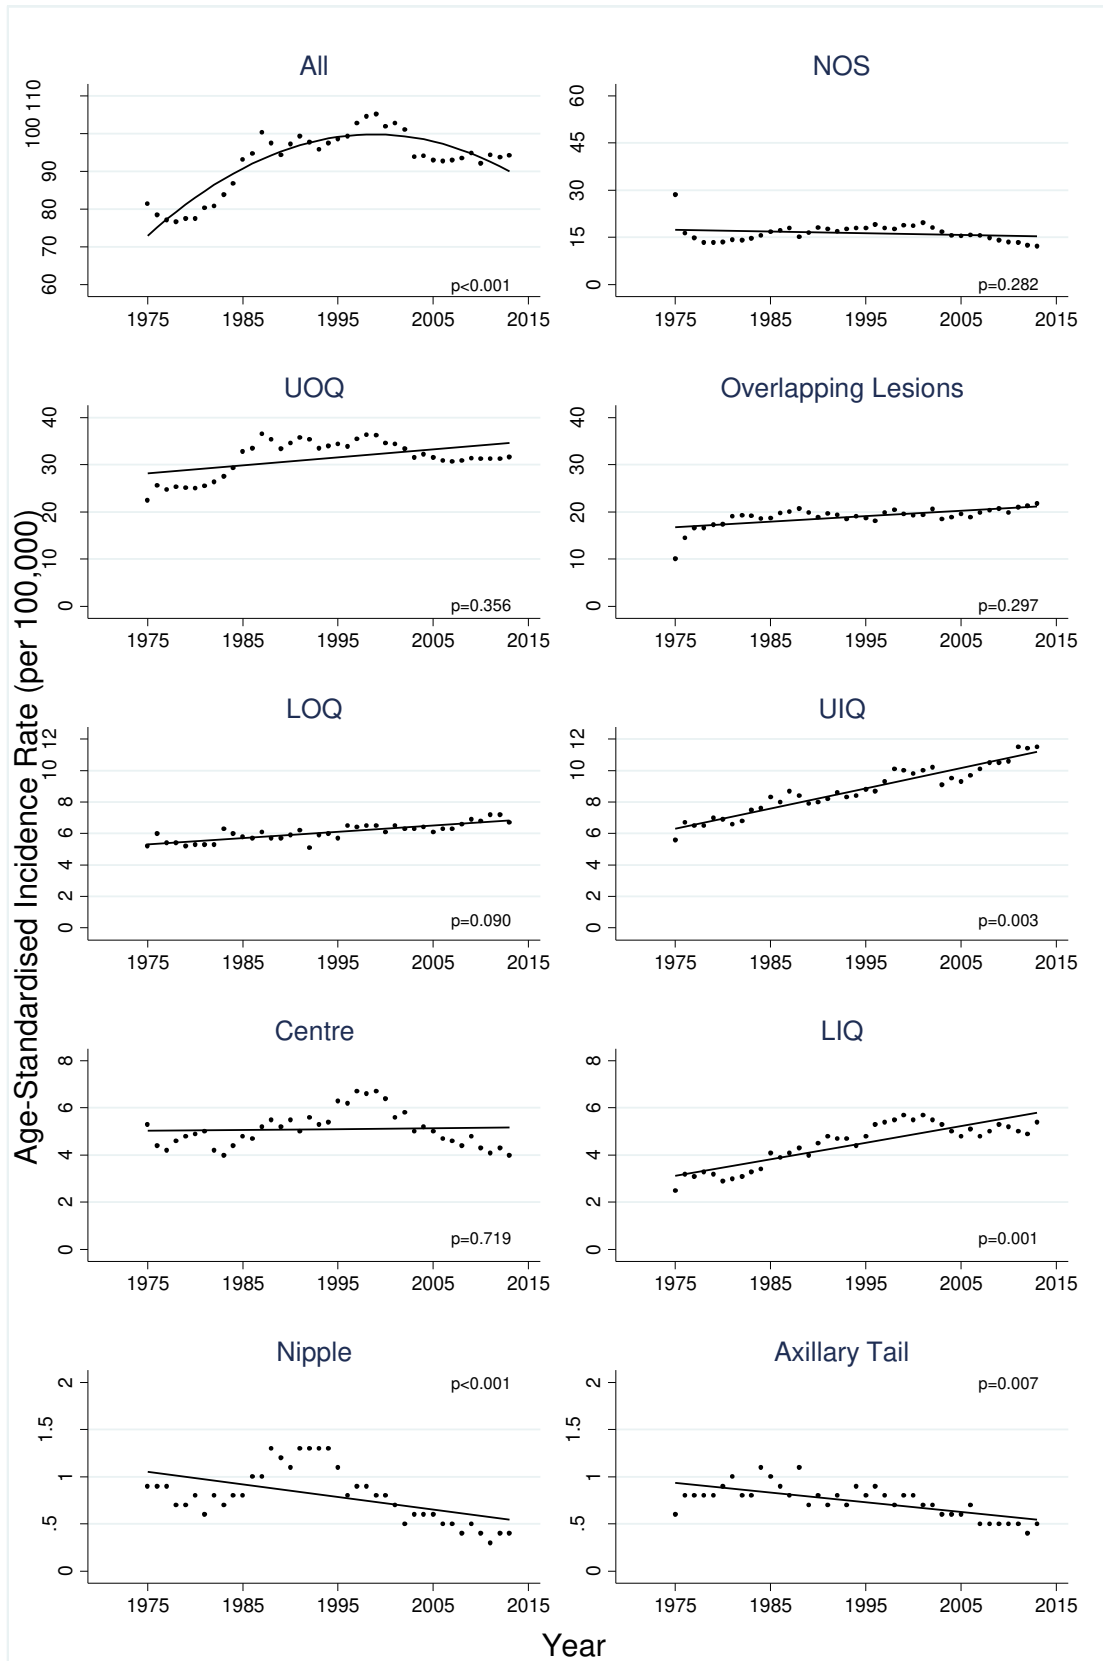 All
NOS
60 70 80 90 100 110
0 15 30 45 60
p<0.001
p=0.282
1975 1985 1995 2005 2015
1975 1985 1995 2005 2015
UOQ
Overlapping Lesions
0 10 20 30 40
0 10 20 30 40
p=0.356
p=0.297
1975 1985 1995 2005 2015
1975 1985 1995 2005 2015
Age-Standardised Incidence Rate (per 100,000)
LOQ
UIQ
0 2 4 6 8 10 12
0 2 4 6 8 10 12
p=0.090
p=0.003
1975 1985 1995 2005 2015
1975 1985 1995 2005 2015
Centre
LIQ
0 2 4 6 8
0 2 4 6 8
p=0.719
p=0.001
1975 1985 1995 2005 2015
1975 1985 1995 2005 2015
Nipple
Axillary Tail
0 .5 1 1.5 2
0 .5 1 1.5 2
p<0.001
p=0.007
1975 1985 1995 2005 2015
1975 1985 1995 2005 2015
Year